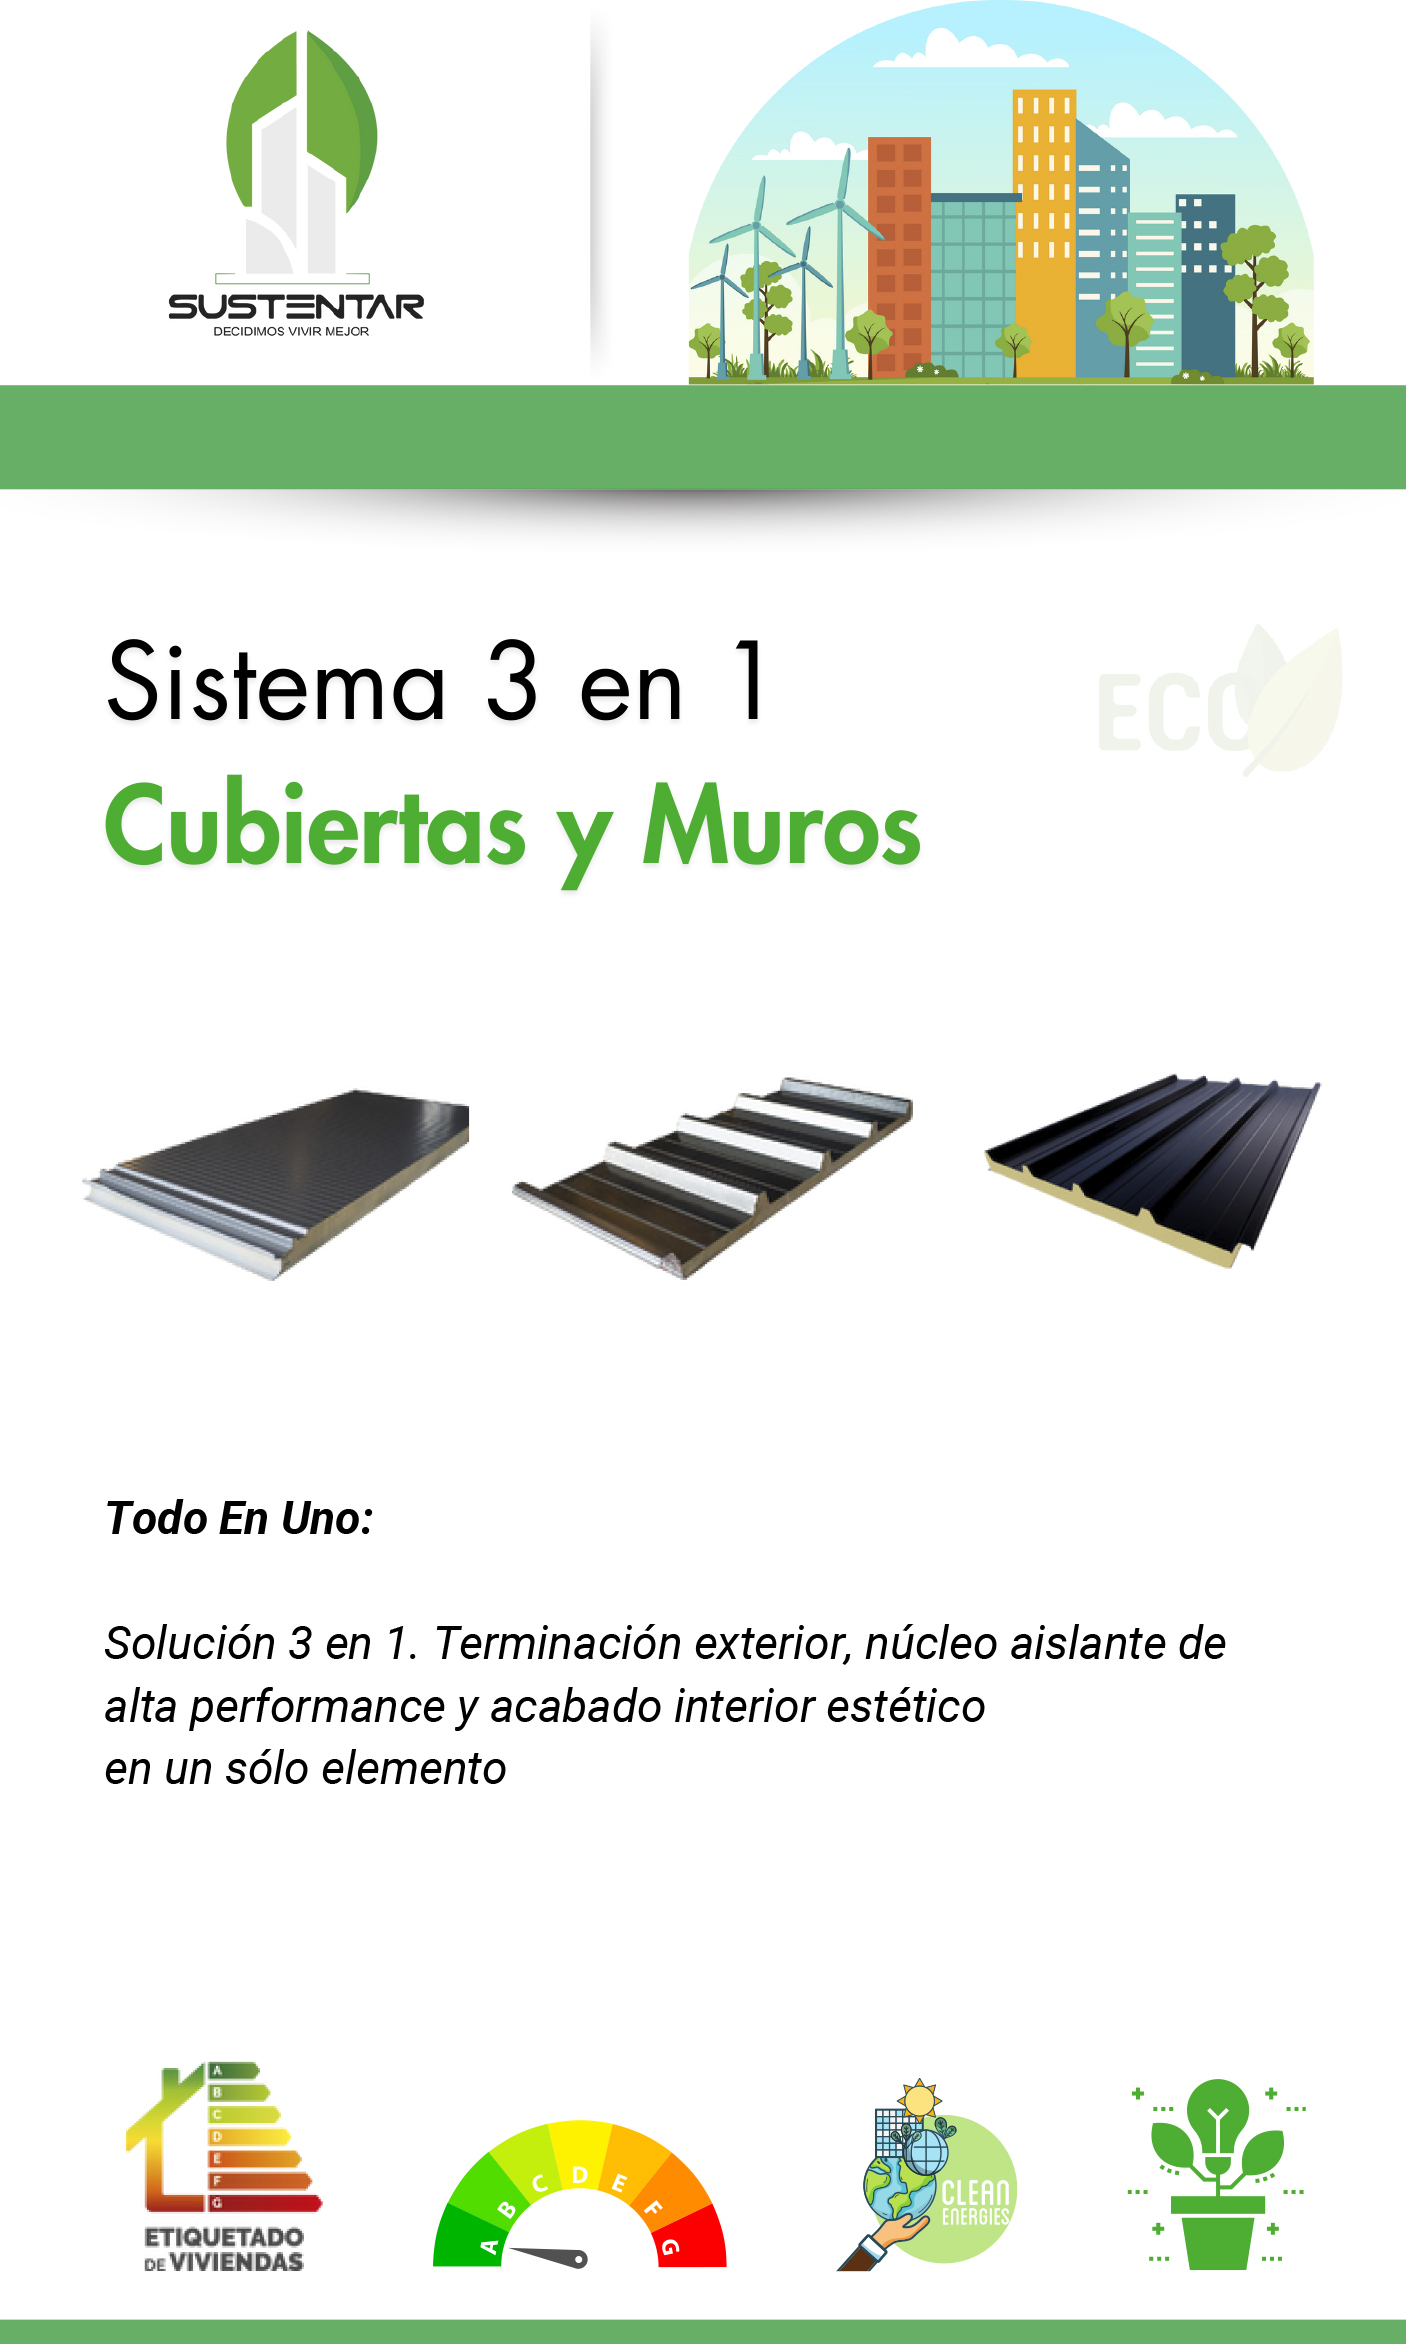 SUSTENTAR
DECIDIMOS VIVIR MEJOR
Sistema 3 en 1
ECO
Cubiertas y Muros
Todo En Uno:
Solución 3 en 1. Terminación exterior, núcleo aislante de
alta performance y acabado interior estético
en un sólo elemento
A
B
C
D
E
F
G
ETIQUETADO
DE VIVIENDAS
A B C D E F G
CLEAN
ENERGIES